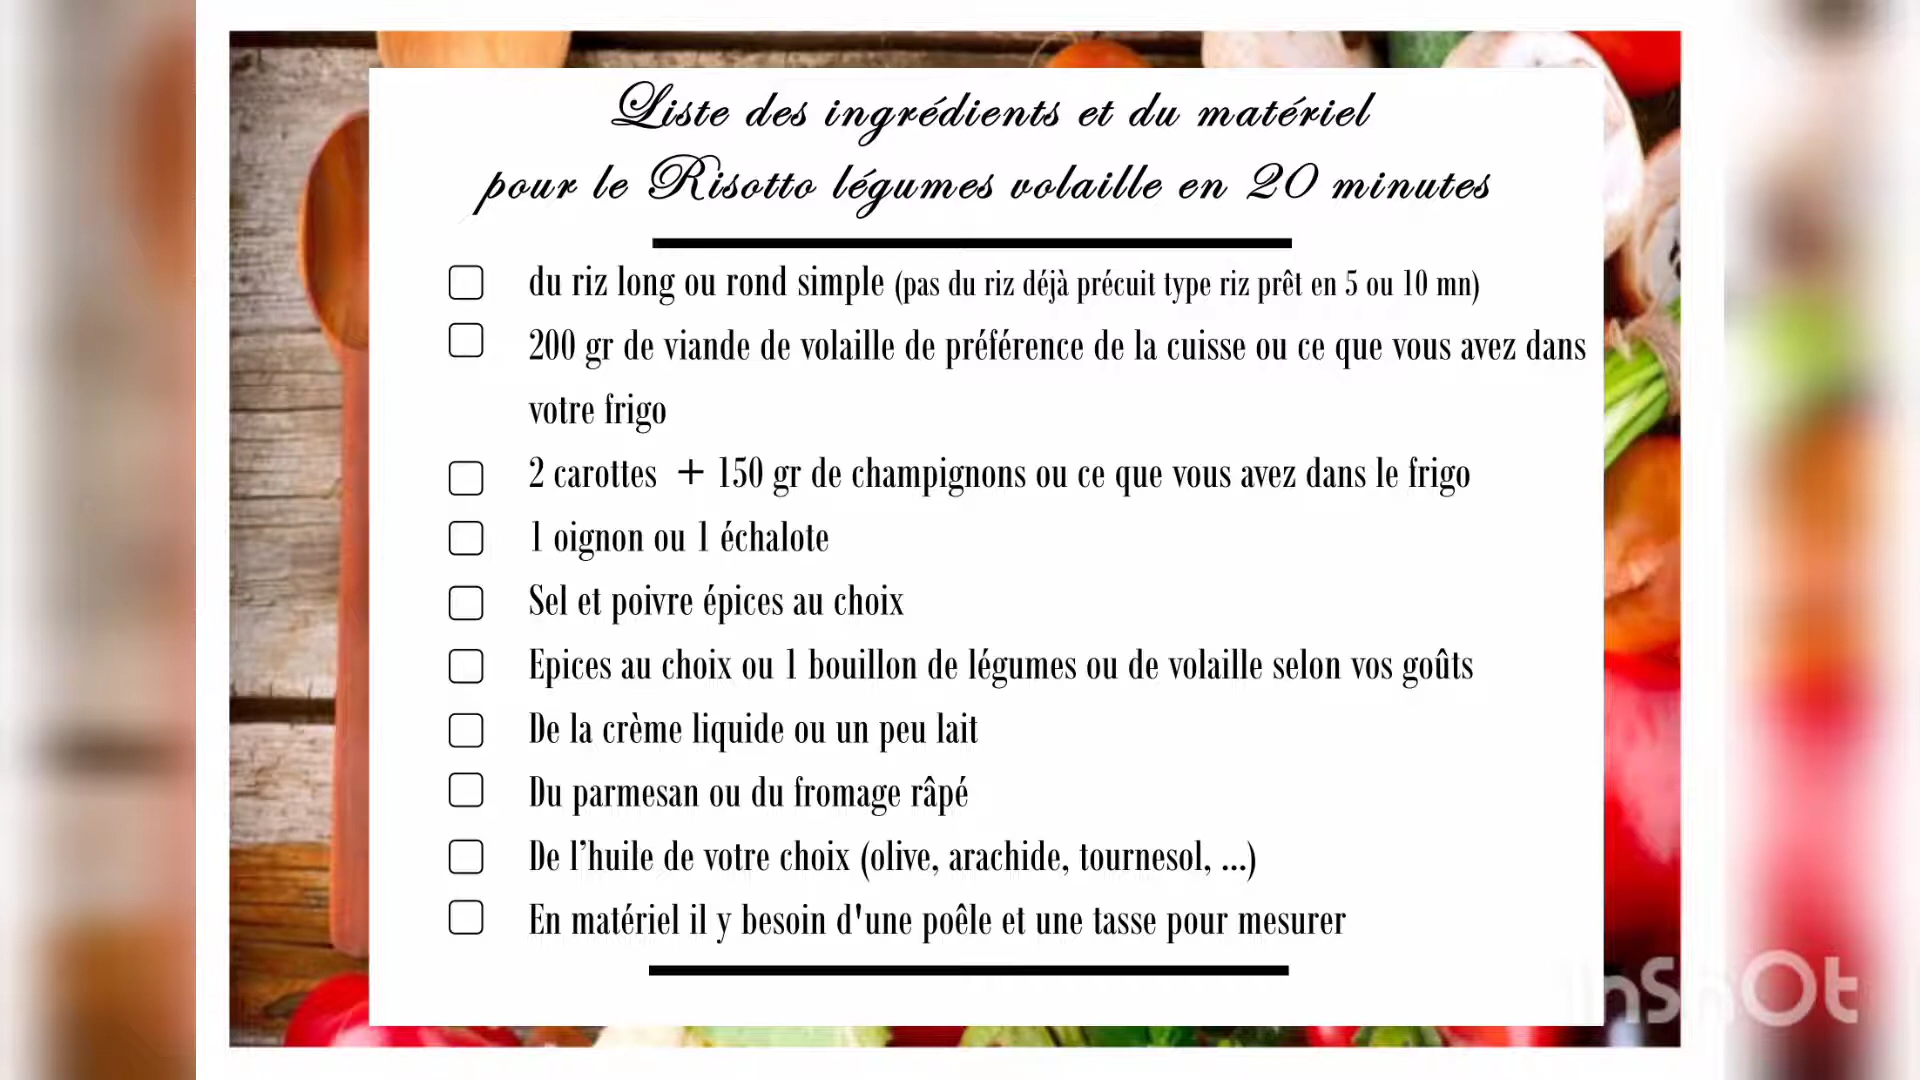 Liste des ingrédients et du matériel
pour le Risotto légumes volaille en 20 minutes
du riz long ou rond simple (pas du riz déjà précuit type riz prêt en 5 ou 10 mn)
200 gr de viande de volaille de préférence de la cuisse ou ce que vous avez dans
votre frigo
2 carottes + 150 gr de champignons ou ce que vous avez dans le frigo
1 oignon ou 1 échalote
Sel et poivre épices au choix
Epices au choix ou 1 bouillon de légumes ou de volaille selon vos goûts
De la crème liquide ou un peu lait
Du parmesan ou du fromage râpé
De l’huile de votre choix (olive, arachide, tournesol, ...)
En matériel il y besoin d'une poêle et une tasse pour mesurer
InShOt